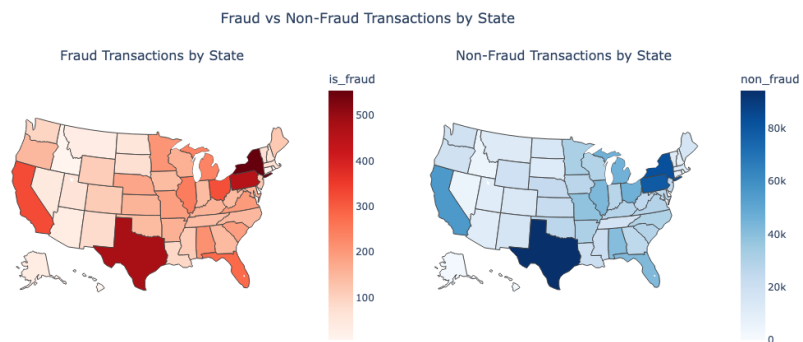 Fraud vs Non-Fraud Transactions by State
Fraud Transactions by State
is_fraud
500
400
300
200
100
Non-Fraud Transactions by State
non_fraud
80k
60k
40k
20k
0